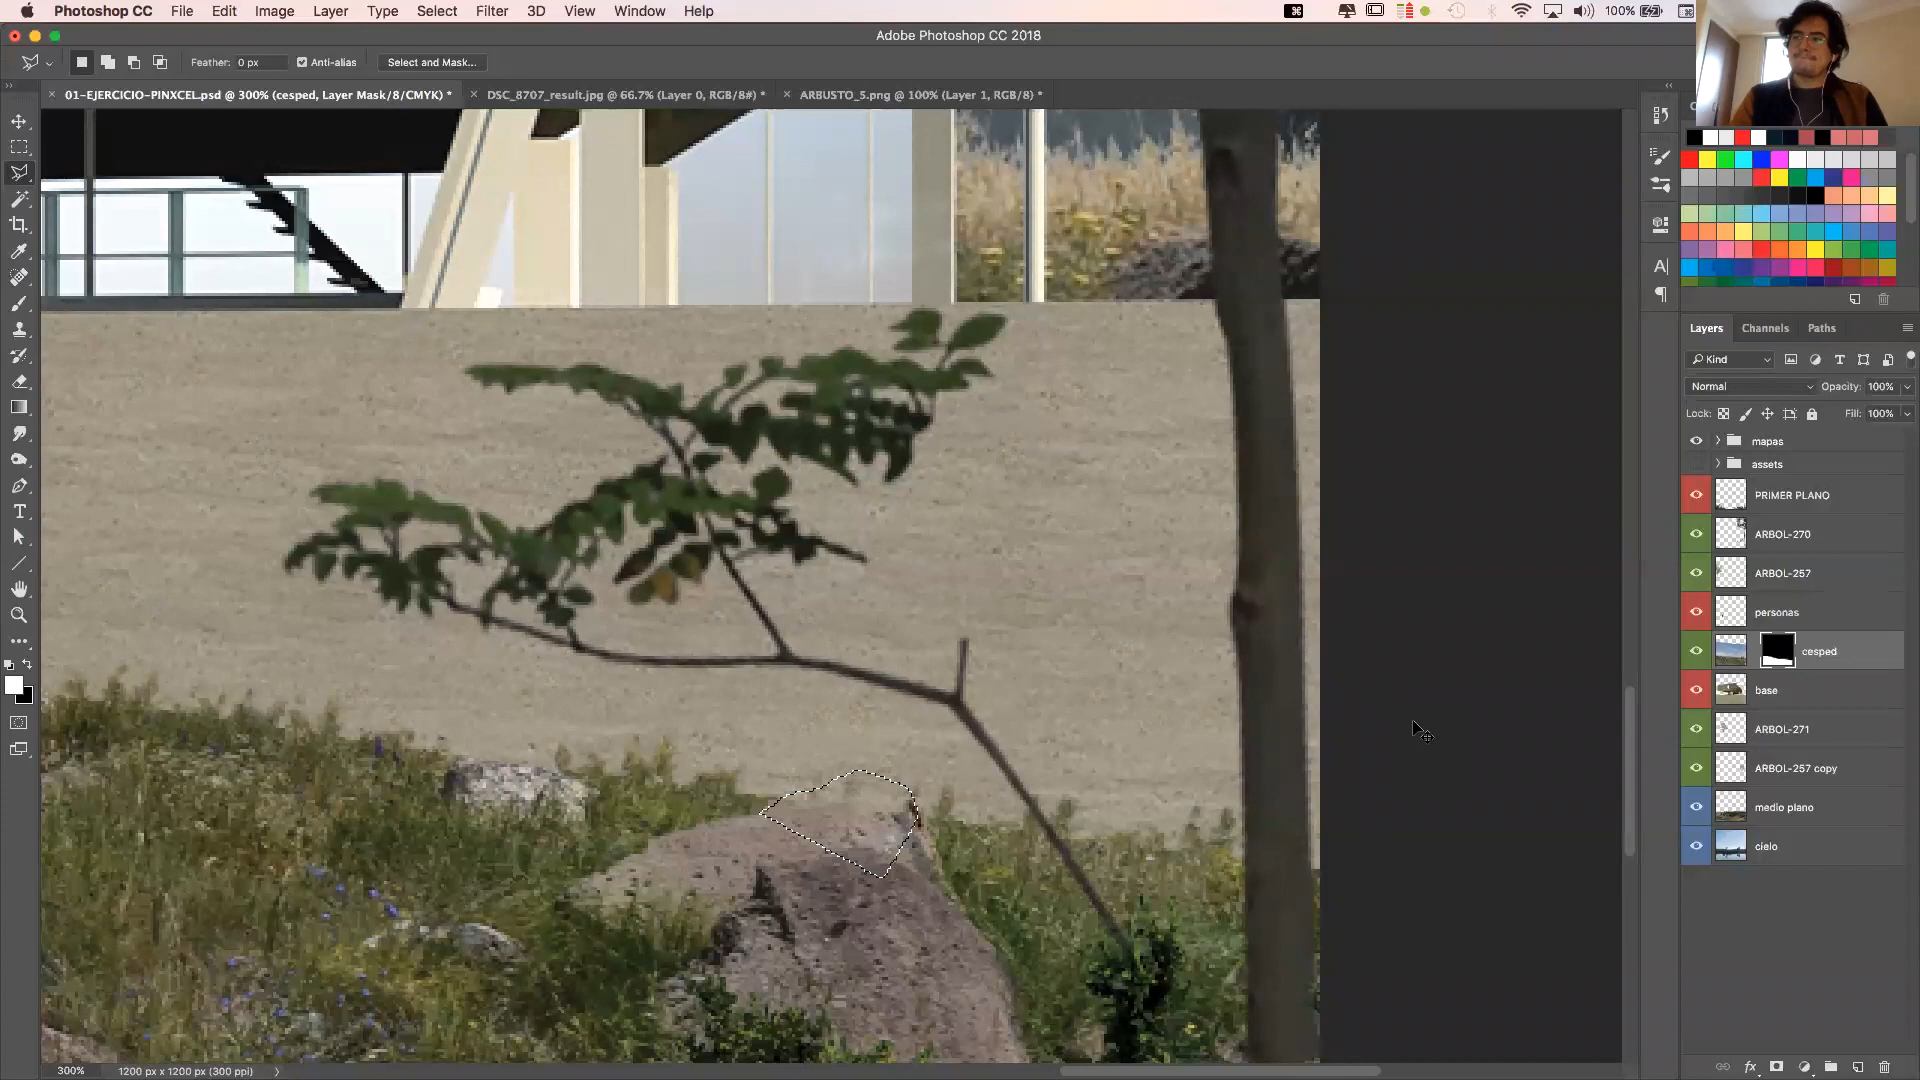 Photoshop CC File Edit Image Layer Type Select Filter 3D View Window Help 100%
Adobe Photoshop CC 2018
Feather: 0 px Anti-alias Select and Mask...
01-EJERCICIO-PINXCEL.psd @ 300% (cesped, Layer Mask/8/CMYK) * DSC_8707_result.jpg @ 66.7% (Layer 0, RGB/8#) * ARBUSTO_5.png @ 100% (Layer 1, RGB/8) *
Layers Channels Paths
Kind
Normal Opacity: 100%
Lock: Fill: 100%
mapas
assets
PRIMER PLANO
ARBOL-270
ARBOL-257
personas
cesped
base
ARBOL-271
ARBOL-257 copy
medio plano
cielo
300% 1200 px x 1200 px (300 ppi)